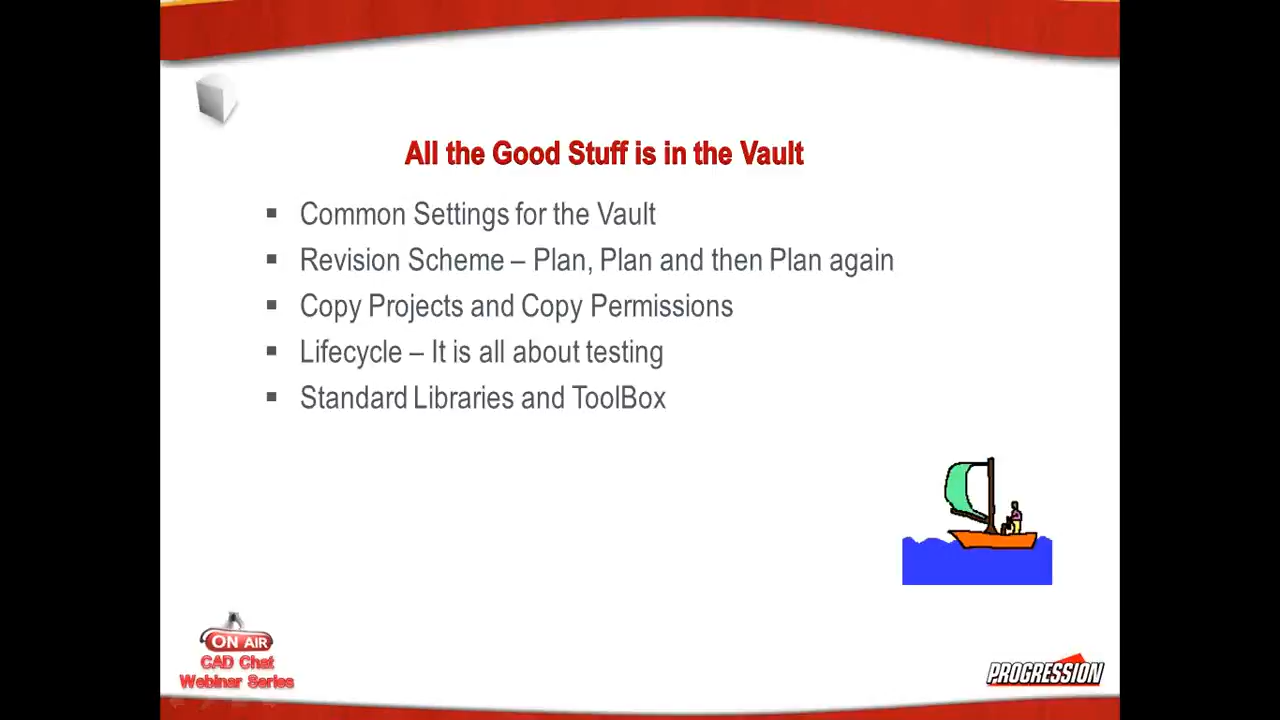 All the Good Stuff is in the Vault
▪ Common Settings for the Vault
▪ Revision Scheme – Plan, Plan and then Plan again
▪ Copy Projects and Copy Permissions
▪ Lifecycle – It is all about testing
▪ Standard Libraries and ToolBox
ON AIR
CAD Chat
Webinar Series
PROGRESSION